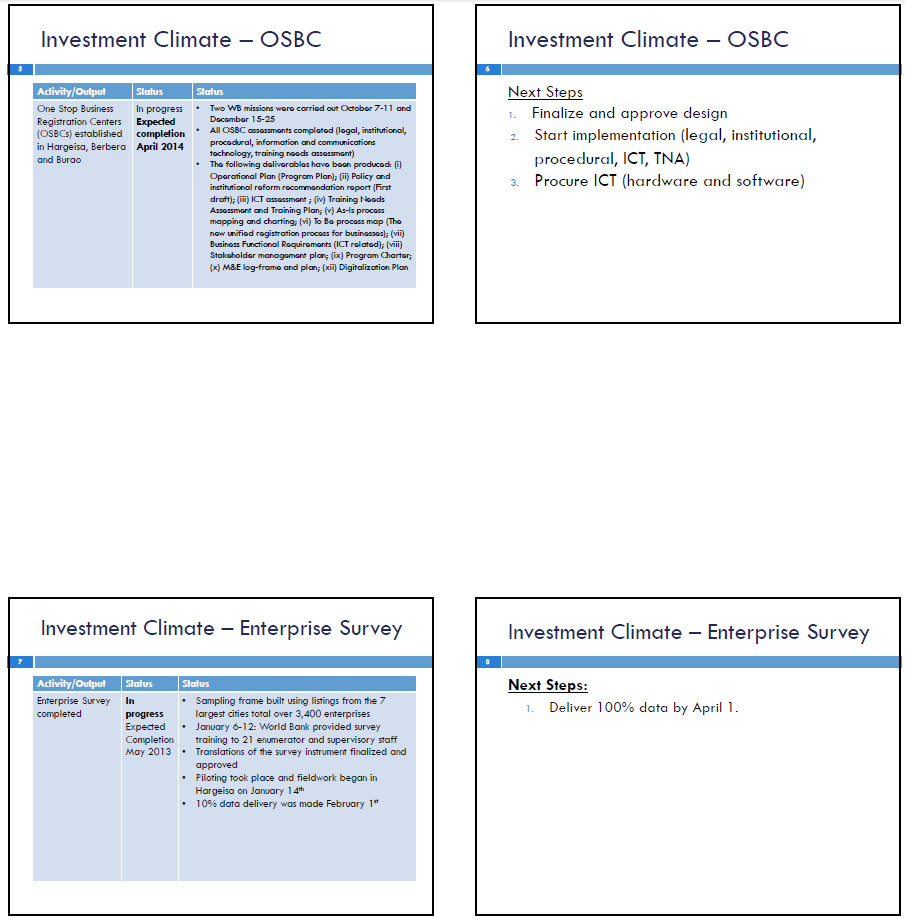 Investment Climate – OSBC
5
Activity/Output Status Status
One Stop Business
Registration Centers
(OSBCs) established
in Hargeisa, Berbera
and Burao
In progress
Expected
completion
April 2014
• Two WB missions were carried out October 7-11 and
December 15-25
• All OSBC assessments completed (legal, institutional,
procedural, information and communications
technology, training needs assessment)
• The following deliverables have been produced: (i)
Operational Plan (Program Plan); (ii) Policy and
institutional reform recommendation report (First
draft); (iii) ICT assessment ; (iv) Training Needs
Assessment and Training Plan; (v) As-Is process
mapping and charting; (vi) To Be process map (The
new unified registration process for businesses); (vii)
Business Functional Requirements (ICT related); (viii)
Stakeholder management plan; (ix) Program Charter;
(x) M&E log-frame and plan; (xii) Digitalization Plan
Investment Climate – OSBC
6
Next Steps
1. Finalize and approve design
2. Start implementation (legal, institutional,
procedural, ICT, TNA)
3. Procure ICT (hardware and software)
Investment Climate – Enterprise Survey
7
Activity/Output Status Status
Enterprise Survey
completed
In
progress
Expected
Completion
May 2013
• Sampling frame built using listings from the 7
largest cities total over 3,400 enterprises
• January 6-12: World Bank provided survey
training to 21 enumerator and supervisory staff
• Translations of the survey instrument finalized and
approved
• Piloting took place and fieldwork began in
Hargeisa on January 14th
• 10% data delivery was made February 1st
Investment Climate – Enterprise Survey
8
Next Steps:
1. Deliver 100% data by April 1.